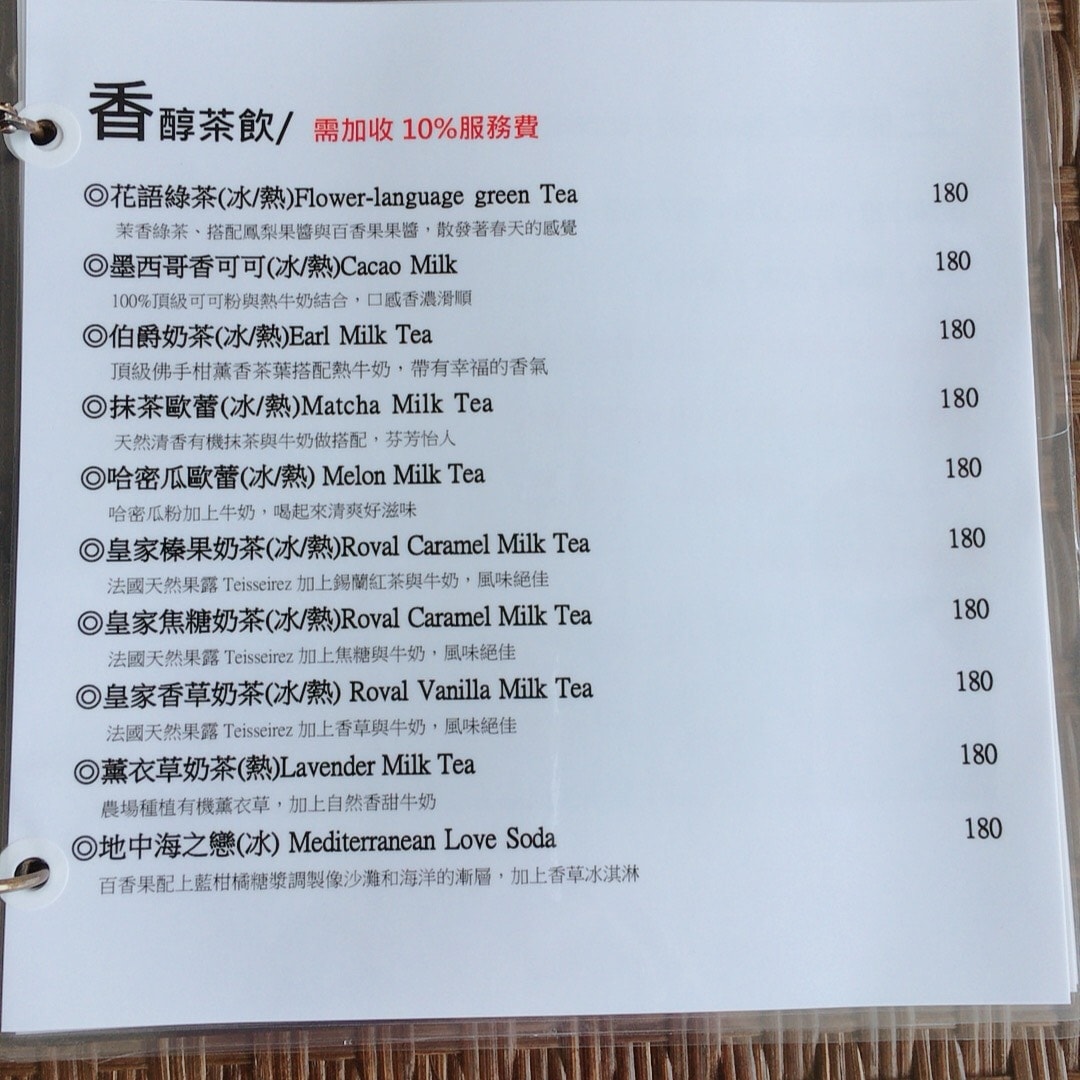 香醇茶飲/ 需加收 10%服務費
◎花語綠茶(冰/熱)Flower-language green Tea 180
茉香綠茶、搭配鳳梨果醬與百香果果醬，散發著春天的感覺
◎墨西哥香可可(冰/熱)Cacao Milk 180
100%頂級可可粉與熱牛奶結合，口感香濃滑順
◎伯爵奶茶(冰/熱)Earl Milk Tea 180
頂級佛手柑薰香茶葉搭配熱牛奶，帶有幸福的香氣
◎抹茶歐蕾(冰/熱)Matcha Milk Tea 180
天然清香有機抹茶與牛奶做搭配，芬芳怡人
◎哈密瓜歐蕾(冰/熱) Melon Milk Tea 180
哈密瓜粉加上牛奶，喝起來清爽好滋味
◎皇家榛果奶茶(冰/熱)Roval Caramel Milk Tea 180
法國天然果露 Teisseirez 加上錫蘭紅茶與牛奶，風味絕佳
◎皇家焦糖奶茶(冰/熱)Roval Caramel Milk Tea 180
法國天然果露 Teisseirez 加上焦糖與牛奶，風味絕佳
◎皇家香草奶茶(冰/熱) Roval Vanilla Milk Tea 180
法國天然果露 Teisseirez 加上香草與牛奶，風味絕佳
◎薰衣草奶茶(熱)Lavender Milk Tea 180
農場種植有機薰衣草，加上自然香甜牛奶
◎地中海之戀(冰) Mediterranean Love Soda 180
百香果配上藍柑橘糖漿調製像沙灘和海洋的漸層，加上香草冰淇淋